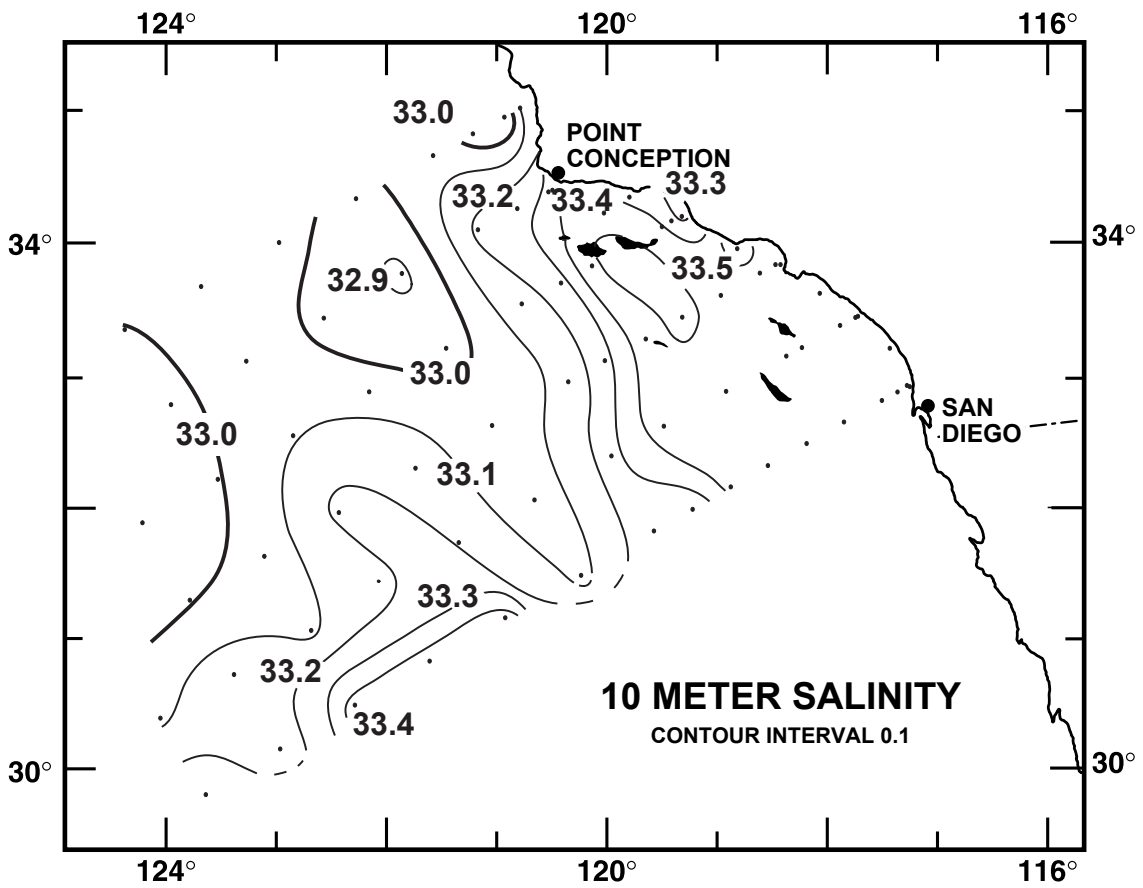 124° 120° 116°
33.0
POINT
CONCEPTION
33.3
33.2
33.4
34° 34°
33.5
32.9
33.0
33.0
SAN
DIEGO
33.1
33.3
33.2
10 METER SALINITY
33.4
CONTOUR INTERVAL 0.1
30° 30°
124° 120° 116°